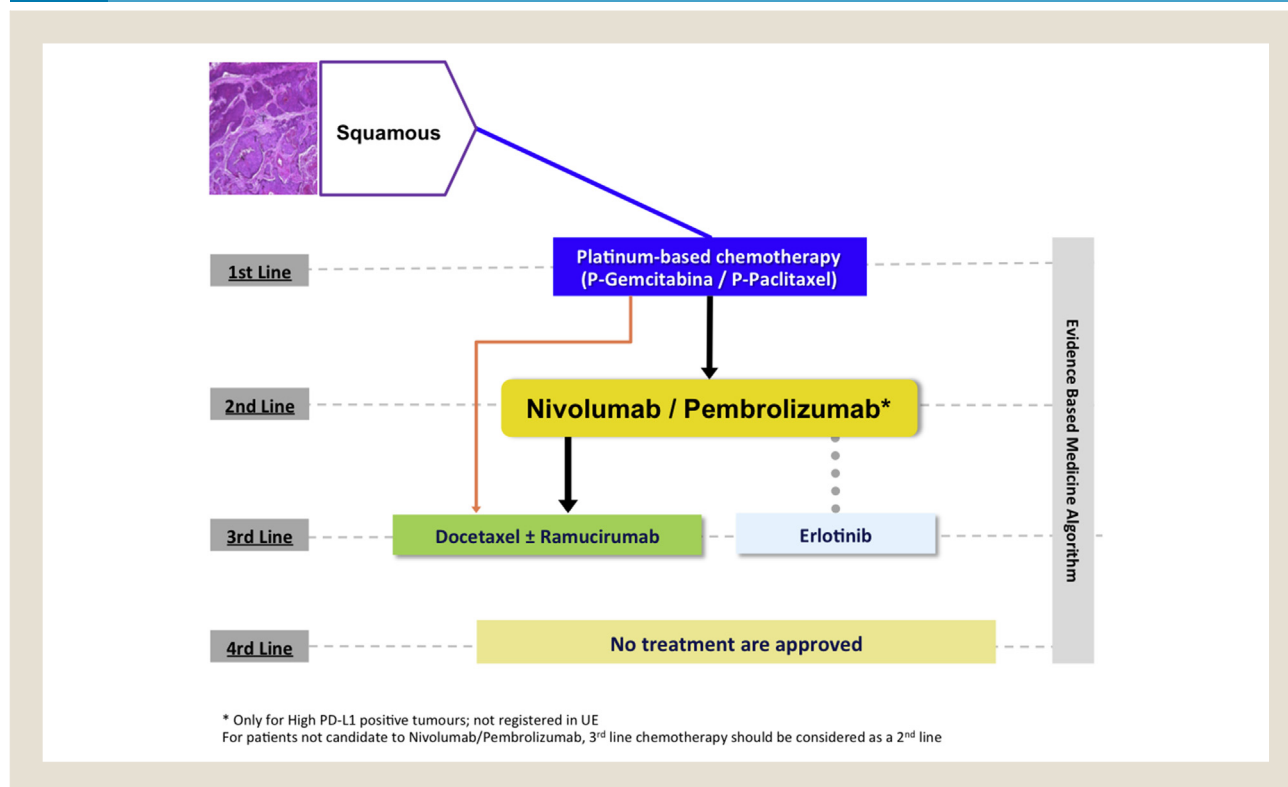 Squamous
1st Line
Platinum-based chemotherapy
(P-Gemcitabina / P-Paclitaxel)
2nd Line
Nivolumab / Pembrolizumab*
3rd Line
Docetaxel ± Ramucirumab
Erlotinib
4rd Line
No treatment are approved
Evidence Based Medicine Algorithm
* Only for High PD-L1 positive tumours; not registered in UE
For patients not candidate to Nivolumab/Pembrolizumab, 3rd line chemotherapy should be considered as a 2nd line